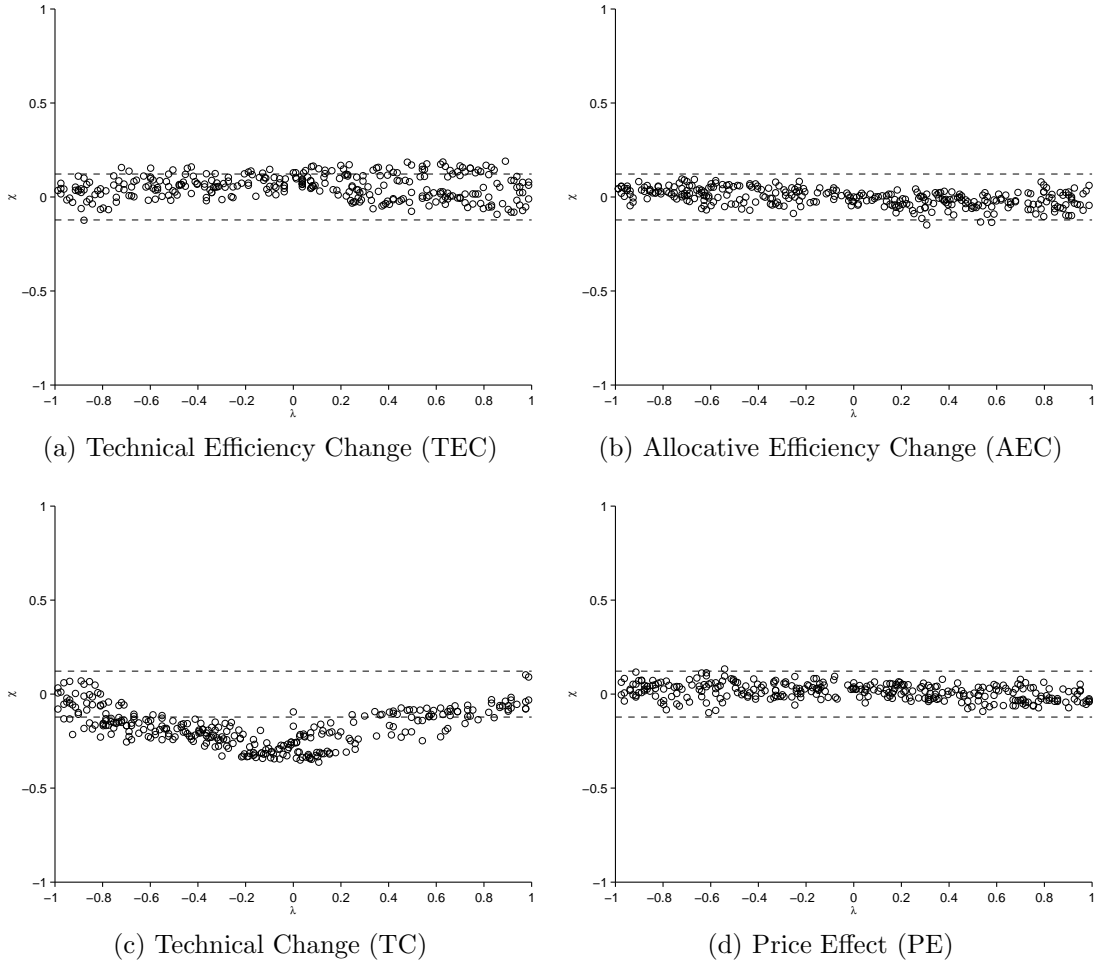 1
0.5
0
−0.5
−1
χ
−1 −0.8 −0.6 −0.4 −0.2 0 0.2 0.4 0.6 0.8 1
λ
(a) Technical Efficiency Change (TEC)
1
0.5
0
−0.5
−1
χ
−1 −0.8 −0.6 −0.4 −0.2 0 0.2 0.4 0.6 0.8 1
λ
(b) Allocative Efficiency Change (AEC)
1
0.5
0
−0.5
−1
χ
−1 −0.8 −0.6 −0.4 −0.2 0 0.2 0.4 0.6 0.8 1
λ
(c) Technical Change (TC)
1
0.5
0
−0.5
−1
χ
−1 −0.8 −0.6 −0.4 −0.2 0 0.2 0.4 0.6 0.8 1
λ
(d) Price Effect (PE)